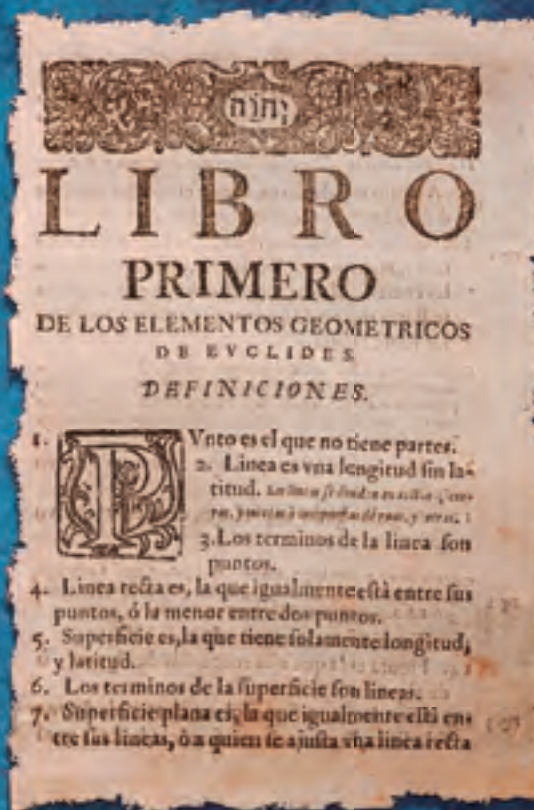 יהוה
LIBRO
PRIMERO
DE LOS ELEMENTOS GEOMETRICOS
DE EVCLIDES.
DEFINICIONES.
1. PVnto es el que no tiene partes.
2. Linea es vna longitud sin la-
titud.
3. Los terminos de la linea son
puntos.
4. Linea recta es, la que igualmente està entre sus
puntos, ò la menor entre dos puntos.
5. Superficie es, la que tiene solamente longitud,
y latitud.
6. Los terminos de la superficie son lineas.
7. Superficie plana es, la que igualmente està en-
tre sus lineas, ò a quien se ajusta vna linea recta